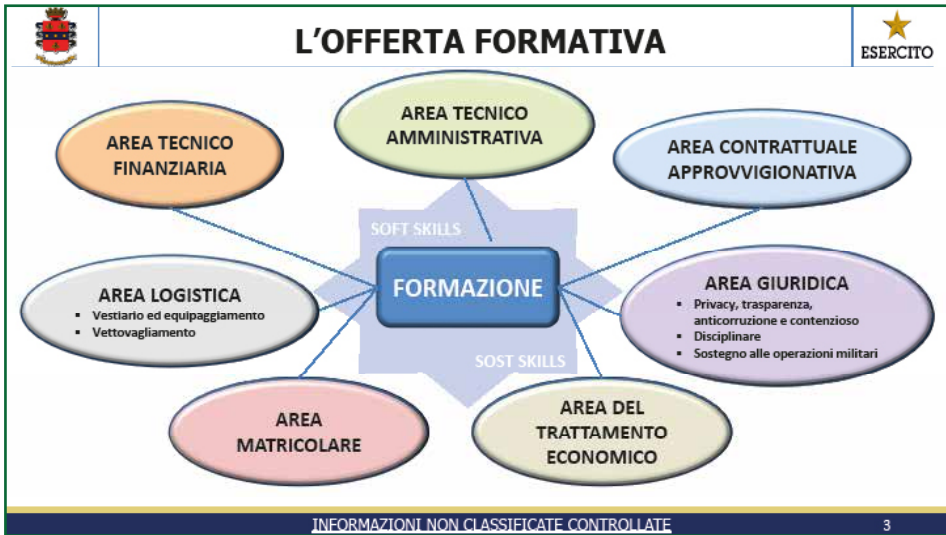 L'OFFERTA FORMATIVA
ESERCITO
AREA TECNICO
FINANZIARIA
AREA TECNICO
AMMINISTRATIVA
AREA CONTRATTUALE
APPROVVIGIONATIVA
SOFT SKILLS
FORMAZIONE
AREA LOGISTICA
▪ Vestiario ed equipaggiamento
▪ Vettovagliamento
AREA GIURIDICA
▪ Privacy, trasparenza,
anticorruzione e contenzioso
▪ Disciplinare
▪ Sostegno alle operazioni militari
SOST SKILLS
AREA
MATRICOLARE
AREA DEL
TRATTAMENTO
ECONOMICO
INFORMAZIONI NON CLASSIFICATE CONTROLLATE
3